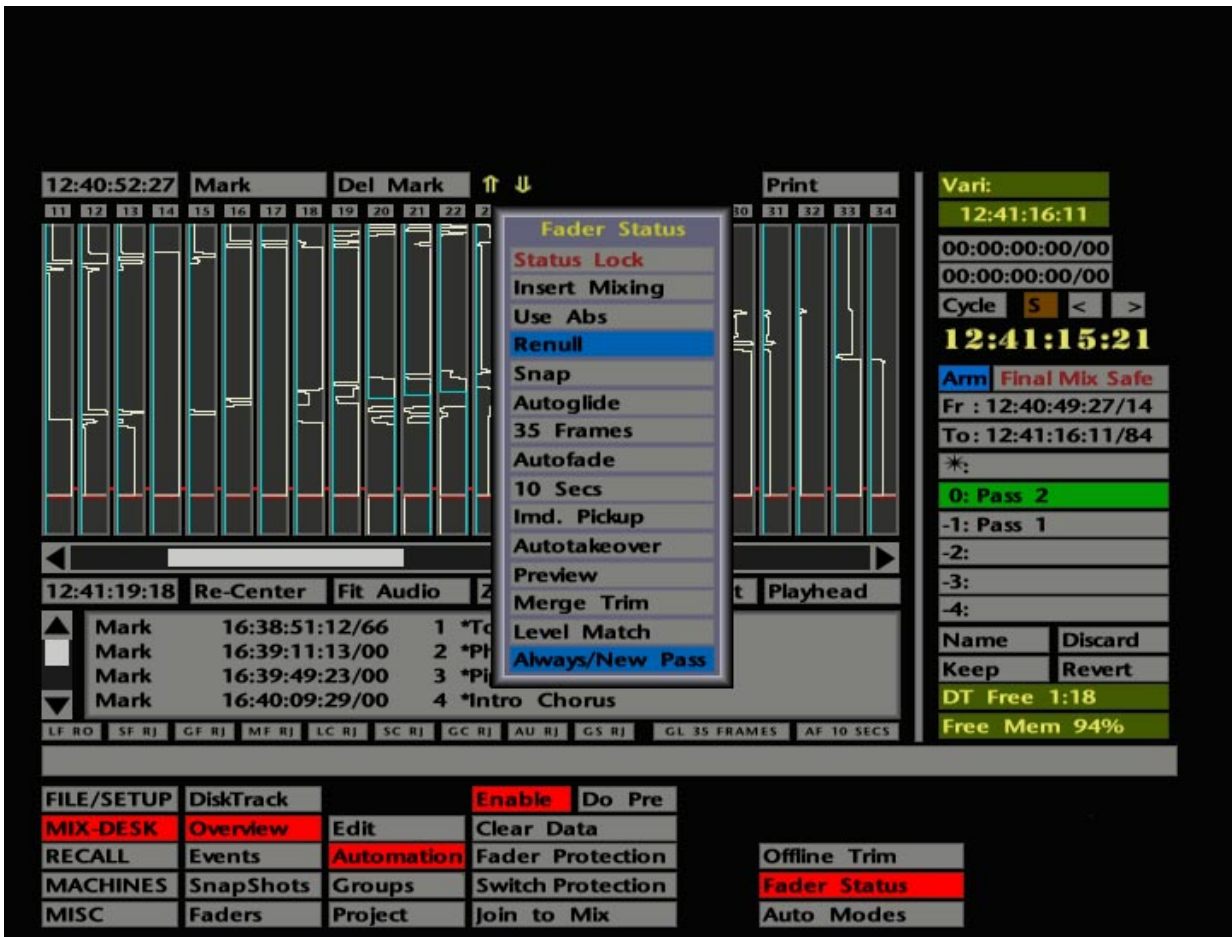 12:40:52:27 Mark Del Mark ⇑ ⇓ Print
11 12 13 14 15 16 17 18 19 20 21 22 2 30 31 32 33 34
Fader Status
Status Lock
Insert Mixing
Use Abs
Renull
Snap
Autoglide
35 Frames
Autofade
10 Secs
Imd. Pickup
Autotakeover
Preview
Merge Trim
Level Match
Always/New Pass
12:41:19:18 Re-Center Fit Audio Z t Playhead
Mark 16:38:51:12/66 1 *To
Mark 16:39:11:13/00 2 *Ph
Mark 16:39:49:23/00 3 *Pi
Mark 16:40:09:29/00 4 *Intro Chorus
LF RO SF RJ GF RJ MF RJ LC RJ SC RJ GC RJ AU RJ GS RJ GL 35 FRAMES AF 10 SECS
Vari:
12:41:16:11
00:00:00:00/00
00:00:00:00/00
Cycle S < >
12:41:15:21
Arm Final Mix Safe
Fr : 12:40:49:27/14
To: 12:41:16:11/84
*:
0: Pass 2
-1: Pass 1
-2:
-3:
-4:
Name Discard
Keep Revert
DT Free 1:18
Free Mem 94%
FILE/SETUP DiskTrack Enable Do Pre
MIX-DESK Overview Edit Clear Data
RECALL Events Automation Fader Protection Offline Trim
MACHINES SnapShots Groups Switch Protection Fader Status
MISC Faders Project Join to Mix Auto Modes